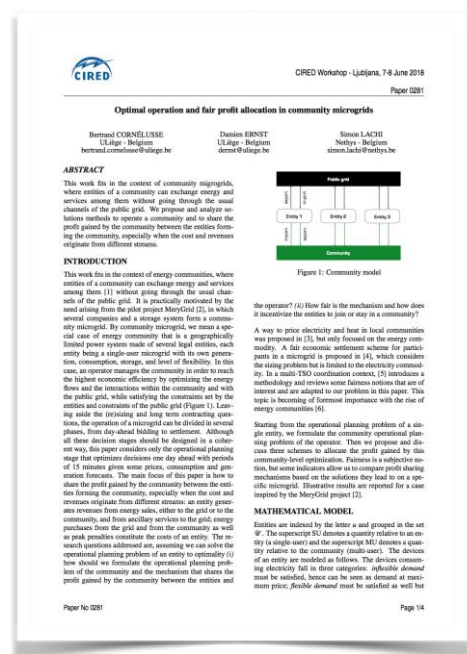 CIRED
CIRED Workshop - Ljubljana, 7-8 June 2018
Paper 0281
Optimal operation and fair profit allocation in community microgrids
Bertrand CORNÉLUSSE
ULiège - Belgium
bertrand.cornelusse@uliege.be
Damien ERNST
ULiège - Belgium
dernst@uliege.be
Simon LACHI
Nethys - Belgium
simon.lachi@nethys.be
ABSTRACT
This work fits in the context of community migrogrids,
where entities of a community can exchange energy and
services among them without going through the usual
channels of the public grid. We propose and analyze so-
lutions methods to operate a community and to share the
profit gained by the community between the entities form-
ing the community, especially when the cost and revenues
originate from different streams.
INTRODUCTION
This work fits in the context of energy communities, where
entities of a community can exchange energy and services
among them [1] without going through the usual chan-
nels of the public grid. It is practically motivated by the
need arising from the pilot project MeryGrid [2], in which
several companies and a storage system form a commu-
nity microgrid. By community microgrid, we mean a spe-
cial case of energy community that is a geographically
limited power system made of several legal entities, each
entity being a single-user microgrid with its own genera-
tion, consumption, storage, and level of flexibility. In this
case, an operator manages the community in order to reach
the highest economic efficiency by optimizing the energy
flows and the interactions within the community and with
the public grid, while satisfying the constraints set by the
entities and constraints of the public grid (Figure 1). Leav-
ing aside the (re)sizing and long term contracting ques-
tions, the operation of a microgrid can be divided in several
phases, from day-ahead bidding to settlement. Although
all these decision stages should be designed in a coher-
ent way, this paper considers only the operational planning
stage that optimizes decisions one day ahead with periods
of 15 minutes given some prices, consumption and gen-
eration forecasts. The main focus of this paper is how to
share the profit gained by the community between the enti-
ties forming the community, especially when the cost and
revenues originate from different streams: an entity gener-
ates revenues from energy sales, either to the grid or to the
community, and from ancillary services to the grid; energy
purchases from the grid and from the community as well
as peak penalties constitute the costs of an entity. The re-
search questions addressed are, assuming we can solve the
operational planning problem of an entity to optimality (i)
how should we formulate the operational planning prob-
lem of the community and the mechanism that shares the
profit gained by the community between the entities and
Public grid
Entity 1
Entity 2
Entity 3
Community
Figure 1: Community model
the operator? (ii) How fair is the mechanism and how does
it incentivize the entities to join or stay in a community?
A way to price electricity and heat in local communities
was proposed in [3], but only focused on the energy com-
modity. A fair economic settlement scheme for partici-
pants in a microgrid is proposed in [4], which considers
the sizing problem but is limited to the electricity commod-
ity. In a multi-TSO coordination context, [5] introduces a
methodology and reviews some fairness notions that are of
interest and are adapted to our problem in this paper. This
topic is becoming of foremost importance with the rise of
energy communities [6].
Starting from the operational planning problem of a sin-
gle entity, we formulate the community operational plan-
ning problem of the operator. Then we propose and dis-
cuss three schemes to allocate the profit gained by this
community-level optimization. Fairness is a subjective no-
tion, but some indicators allow us to compare profit sharing
mechanisms based on the solutions they lead to on a spe-
cific microgrid. Illustrative results are reported for a case
inspired by the MeryGrid project [2].
MATHEMATICAL MODEL
Entities are indexed by the letter u and grouped in the set
. The superscript SU denotes a quantity relative to an en-
tity (a single-user) and the superscript MU denotes a quan-
tity relative to the community (multi-user). The devices
of an entity are modeled as follows. The devices consum-
ing electricity fall in three categories: inflexible demand
must be satisfied, hence can be seen as demand at maxi-
mum price; flexible demand must be satisfied as well but
Paper No 0281
Page 1/4